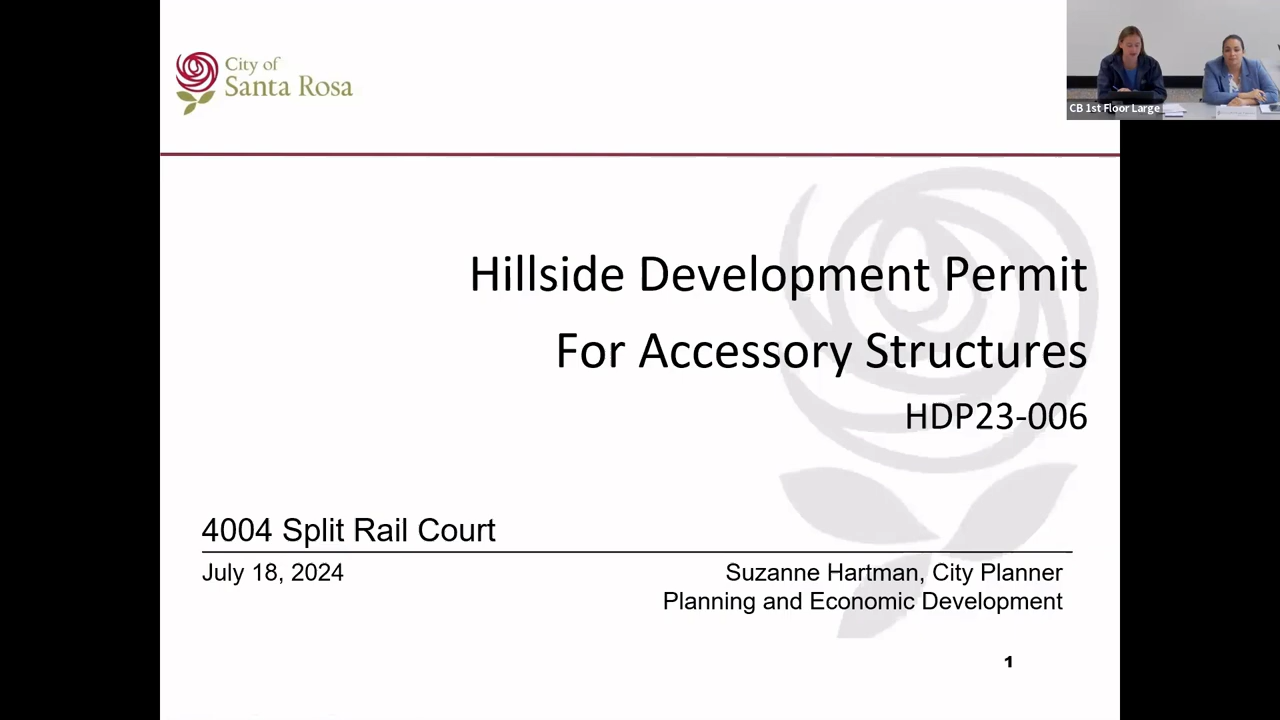 City of
Santa Rosa
CB 1st Floor Large
Hillside Development Permit
For Accessory Structures
HDP23-006
4004 Split Rail Court
July 18, 2024
Suzanne Hartman, City Planner
Planning and Economic Development
1